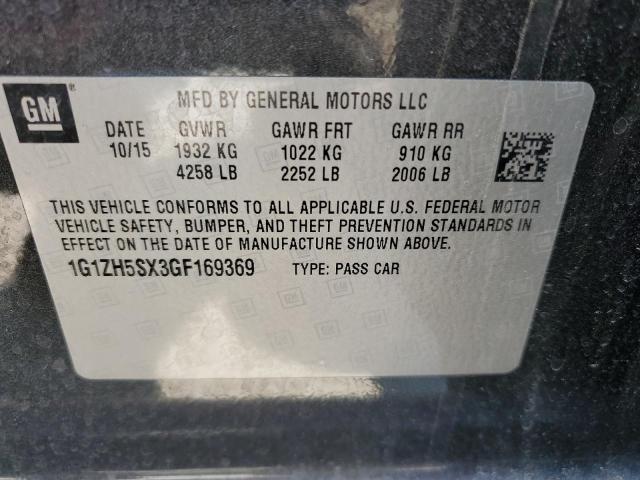 GM
MFD BY GENERAL MOTORS LLC
DATE GVWR GAWR FRT GAWR RR
10/15 1932 KG 1022 KG 910 KG
4258 LB 2252 LB 2006 LB
THIS VEHICLE CONFORMS TO ALL APPLICABLE U.S. FEDERAL MOTOR
VEHICLE SAFETY, BUMPER, AND THEFT PREVENTION STANDARDS IN
EFFECT ON THE DATE OF MANUFACTURE SHOWN ABOVE.
1G1ZH5SX3GF169369 TYPE: PASS CAR